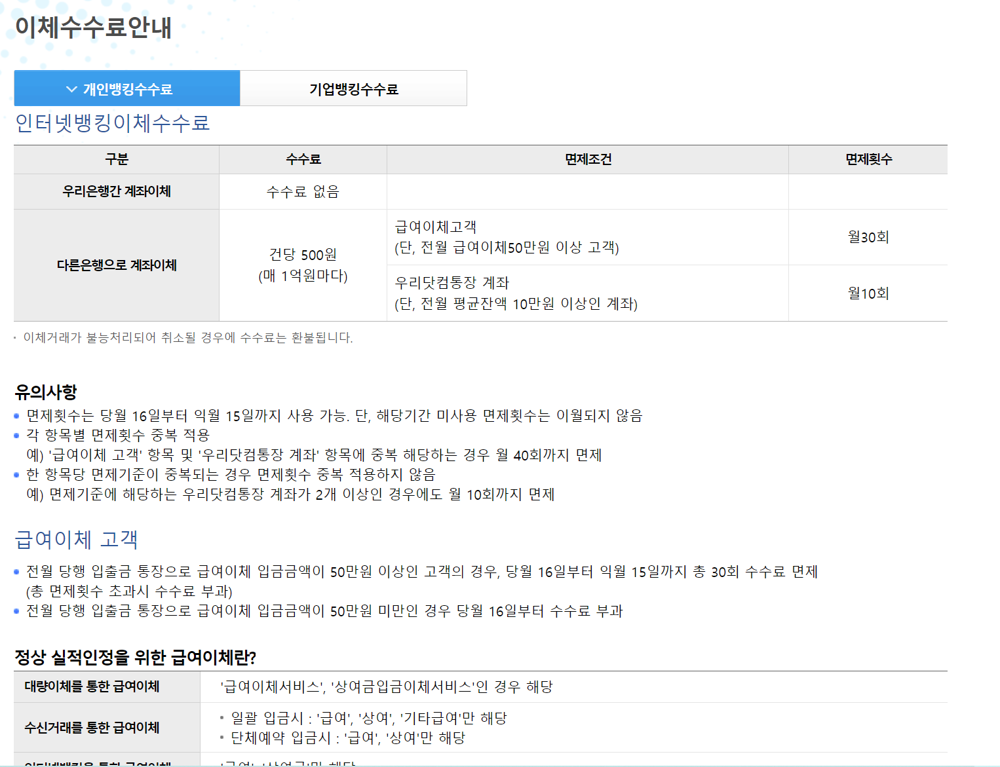 이체수수료안내
개인뱅킹수수료
기업뱅킹수수료
인터넷뱅킹이체수수료
구분 수수료 면제조건 면제횟수
우리은행간 계좌이체 수수료 없음
다른은행으로 계좌이체
건당 500원
(매 1억원마다)
급여이체고객
(단, 전월 급여이체50만원 이상 고객)
월30회
우리닷컴통장 계좌
(단, 전월 평균잔액 10만원 이상인 계좌)
월10회
이체거래가 불능처리되어 취소될 경우에 수수료는 환불됩니다.
유의사항
면제횟수는 당월 16일부터 익월 15일까지 사용 가능. 단, 해당기간 미사용 면제횟수는 이월되지 않음
각 항목별 면제횟수 중복 적용
예) '급여이체 고객' 항목 및 '우리닷컴통장 계좌' 항목에 중복 해당하는 경우 월 40회까지 면제
한 항목당 면제기준이 중복되는 경우 면제횟수 중복 적용하지 않음
예) 면제기준에 해당하는 우리닷컴통장 계좌가 2개 이상인 경우에도 월 10회까지 면제
급여이체 고객
전월 당행 입출금 통장으로 급여이체 입금금액이 50만원 이상인 고객의 경우, 당월 16일부터 익월 15일까지 총 30회 수수료 면제
(총 면제횟수 초과시 수수료 부과)
전월 당행 입출금 통장으로 급여이체 입금금액이 50만원 미만인 경우 당월 16일부터 수수료 부과
정상 실적인정을 위한 급여이체란?
대량이체를 통한 급여이체 '급여이체서비스', '상여금입금이체서비스'인 경우 해당
수신거래를 통한 급여이체
일괄 입금시 : '급여', '상여', '기타급여'만 해당
단체예약 입금시 : '급여', '상여'만 해당